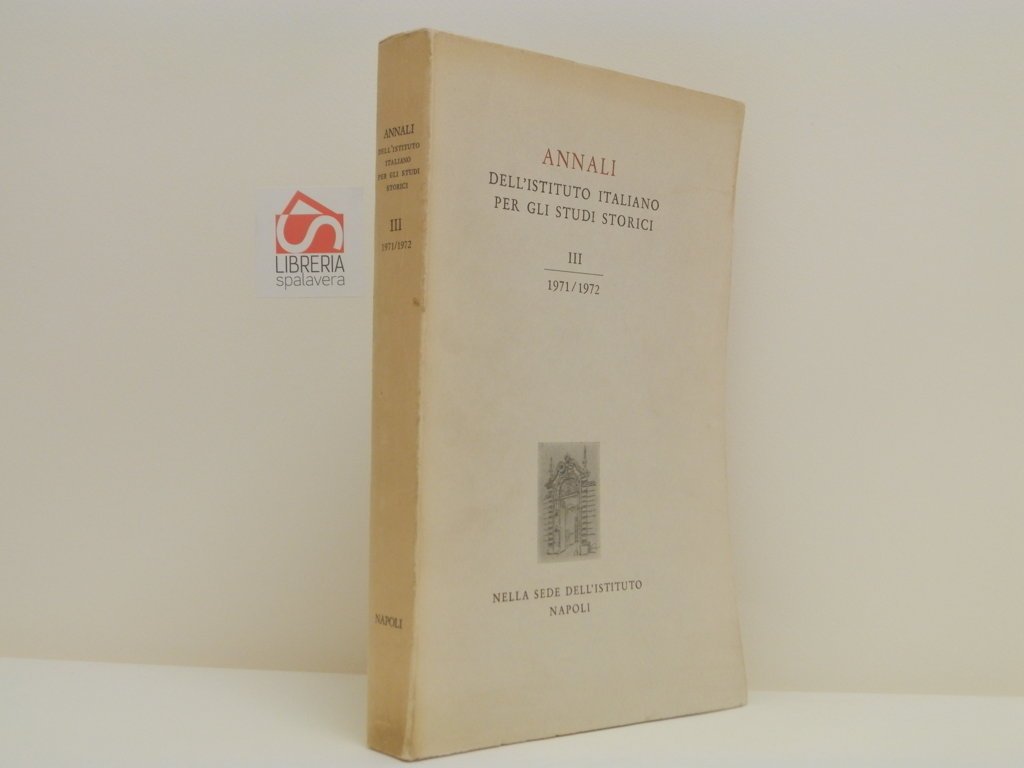 ANNALI
DELL'ISTITUTO
ITALIANO
PER GLI STUDI
STORICI
III
1971/1972
NAPOLI
ANNALI
DELL'ISTITUTO ITALIANO
PER GLI STUDI STORICI
III
1971/1972
NELLA SEDE DELL'ISTITUTO
NAPOLI
LIBRERIA
spalavera